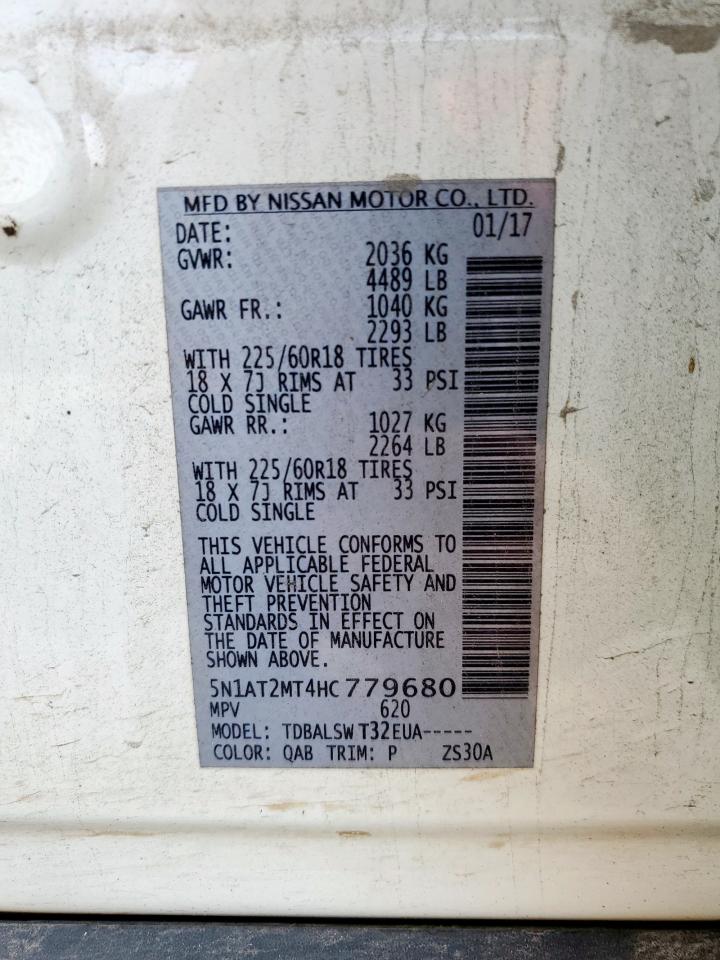 MFD BY NISSAN MOTOR CO., LTD.
DATE: 01/17
GVWR: 2036 KG
4489 LB
GAWR FR.: 1040 KG
2293 LB
WITH 225/60R18 TIRES
18 X 7J RIMS AT 33 PSI
COLD SINGLE
GAWR RR.: 1027 KG
2264 LB
WITH 225/60R18 TIRES
18 X 7J RIMS AT 33 PSI
COLD SINGLE
THIS VEHICLE CONFORMS TO
ALL APPLICABLE FEDERAL
MOTOR VEHICLE SAFETY AND
THEFT PREVENTION
STANDARDS IN EFFECT ON
THE DATE OF MANUFACTURE
SHOWN ABOVE.
5N1AT2MT4HC779680
MPV 620
MODEL: TDBALSW T32EUA-----
COLOR: QAB TRIM: P ZS30A